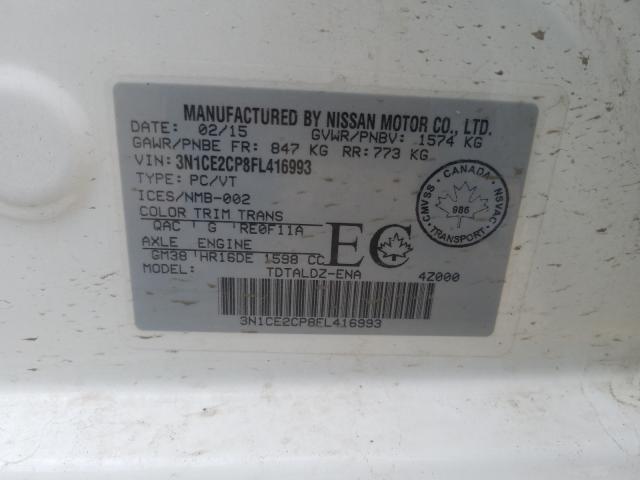 MANUFACTURED BY NISSAN MOTOR CO., LTD.
DATE: 02/15 GVWR/PNBV: 1574 KG
GAWR/PNBE FR: 847 KG RR: 773 KG
VIN: 3N1CE2CP8FL416993
TYPE: PC/VT
ICES/NMB-002
COLOR TRIM TRANS
QAC ' G ' RE0F11A
AXLE ENGINE
GM38 'HR16DE 1598 CC
MODEL: TDTALDZ-ENA 4Z000
EC
CANADA
CMVSS
NSVAC
986
TRANSPORT
3N1CE2CP8FL416993